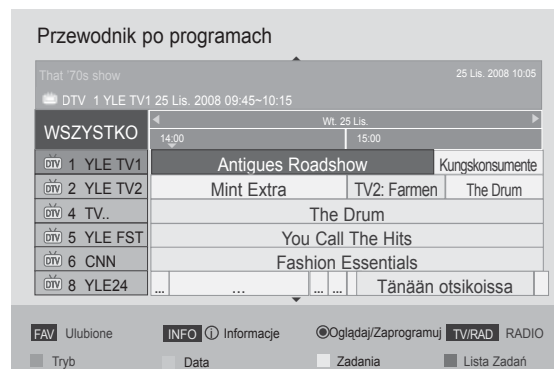 Przewodnik po programach
That '70s show 25 Lis. 2008 10:05
DTV 1 YLE TV1 25 Lis. 2008 09:45~10:15
WSZYSTKO Wt. 25 Lis.
14:00 15:00
DTV 1 YLE TV1 Antigues Roadshow Kungskonsumente
DTV 2 YLE TV2 Mint Extra TV2: Farmen The Drum
DTV 4 TV.. The Drum
DTV 5 YLE FST You Call The Hits
DTV 6 CNN Fashion Essentials
DTV 8 YLE24 ... ... ... ... Tänään otsikoissa
FAV Ulubione INFO ⓘ Informacje ◉Oglądaj/Zaprogramuj TV/RAD RADIO
Tryb Data Zadania Lista Zadań